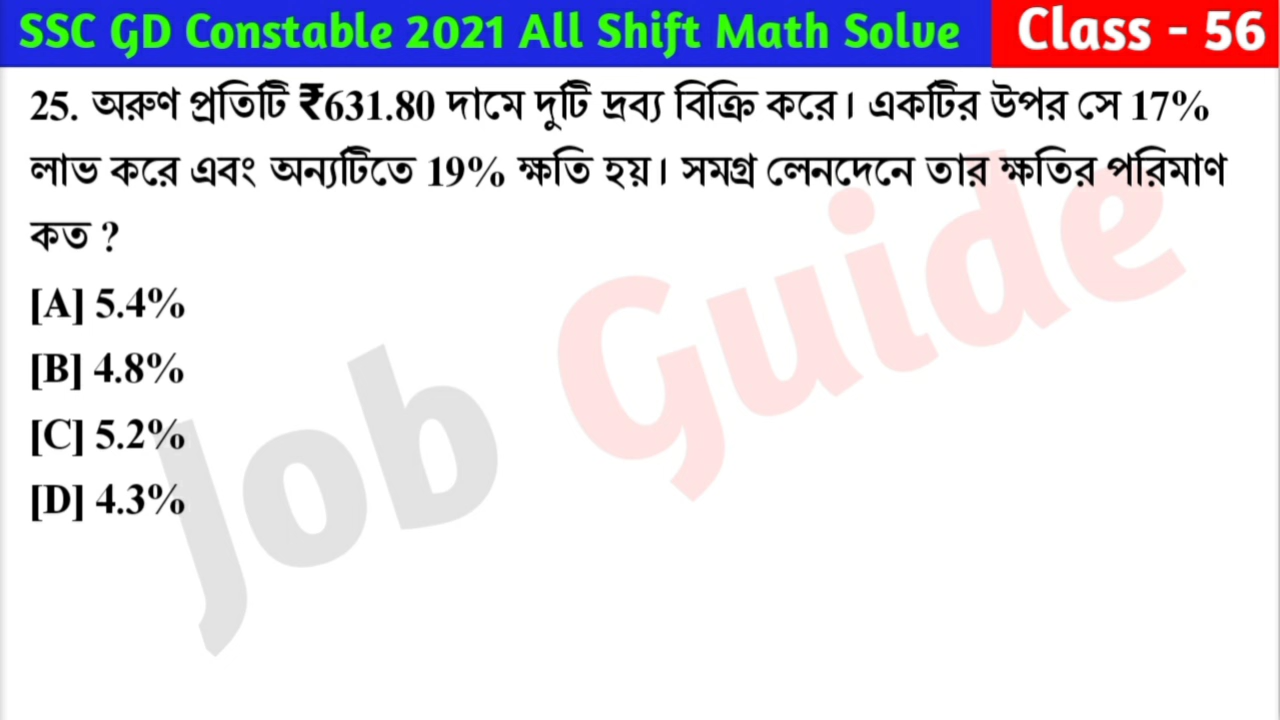 SSC GD Constable 2021 All Shift Math Solve
Class - 56
25. অরুণ প্রতিটি ₹631.80 দামে দুটি দ্রব্য বিক্রি করে। একটির উপর সে 17%
লাভ করে এবং অন্যটিতে 19% ক্ষতি হয়। সমগ্র লেনদেনে তার ক্ষতির পরিমাণ
কত ?
[A] 5.4%
[B] 4.8%
[C] 5.2%
[D] 4.3%
Job Guide